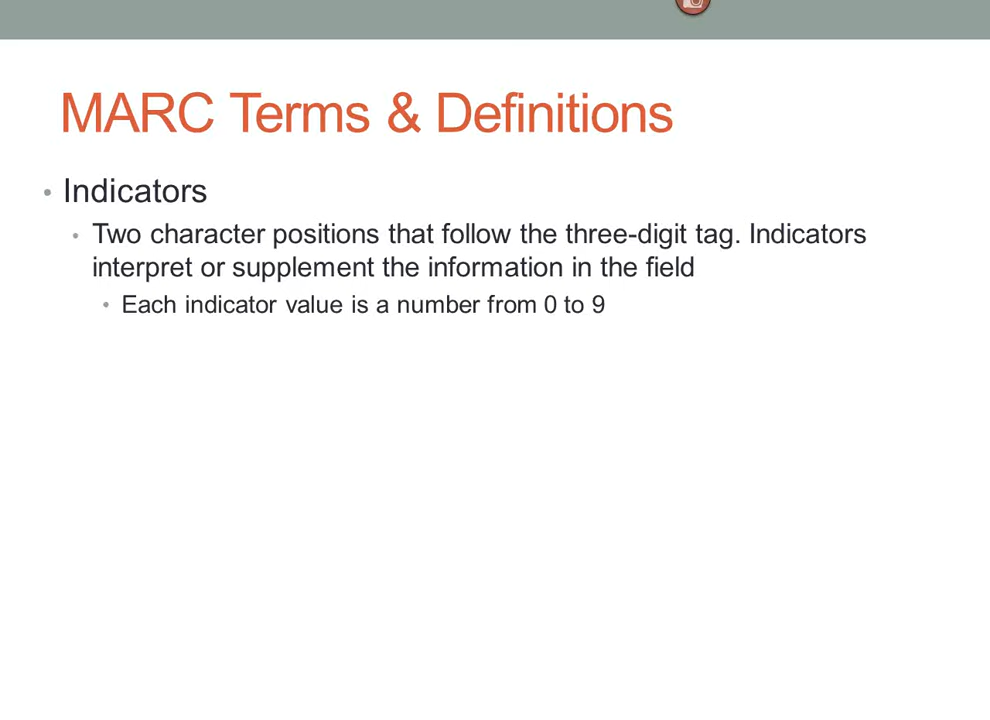 MARC Terms & Definitions
• Indicators
• Two character positions that follow the three-digit tag. Indicators
interpret or supplement the information in the field
• Each indicator value is a number from 0 to 9